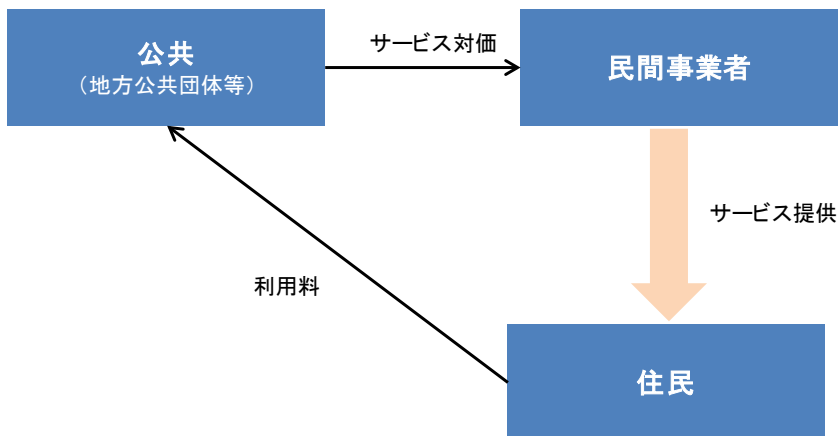 公共
（地方公共団体等）
サービス対価
民間事業者
サービス提供
利用料
住民